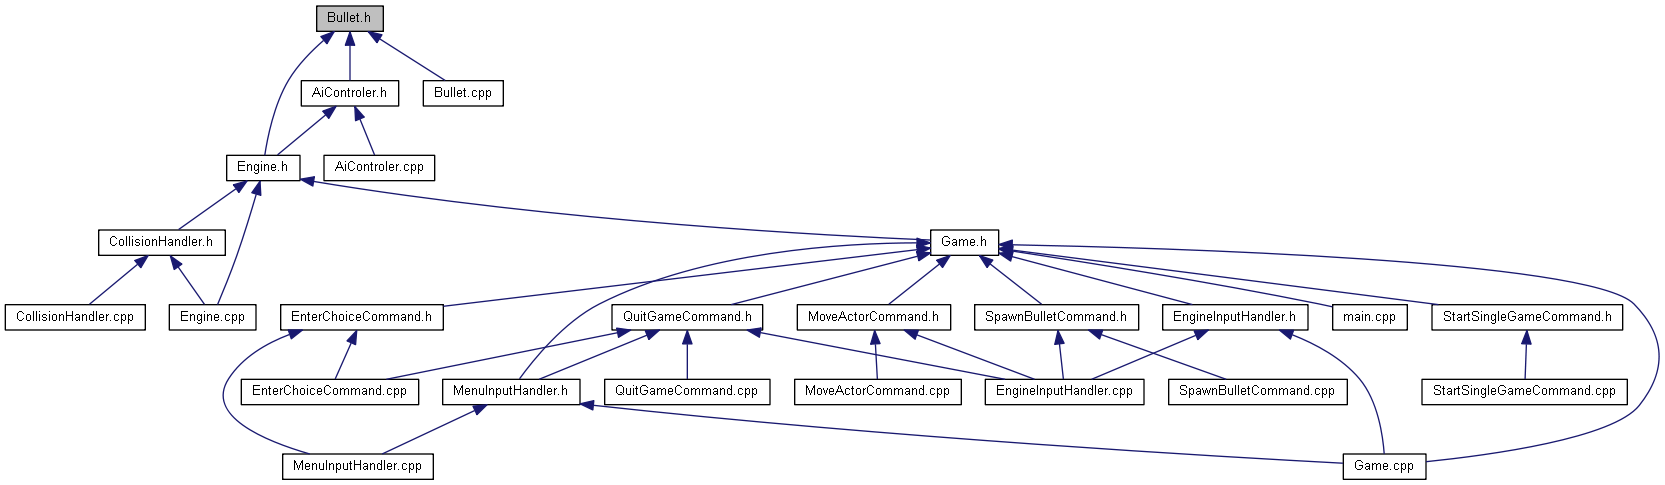 Bullet.h
AiControler.h
Bullet.cpp
Engine.h
AiControler.cpp
CollisionHandler.h
Game.h
CollisionHandler.cpp
Engine.cpp
EnterChoiceCommand.h
QuitGameCommand.h
MoveActorCommand.h
SpawnBulletCommand.h
EngineInputHandler.h
main.cpp
StartSingleGameCommand.h
EnterChoiceCommand.cpp
MenuInputHandler.h
QuitGameCommand.cpp
MoveActorCommand.cpp
EngineInputHandler.cpp
SpawnBulletCommand.cpp
StartSingleGameCommand.cpp
MenuInputHandler.cpp
Game.cpp